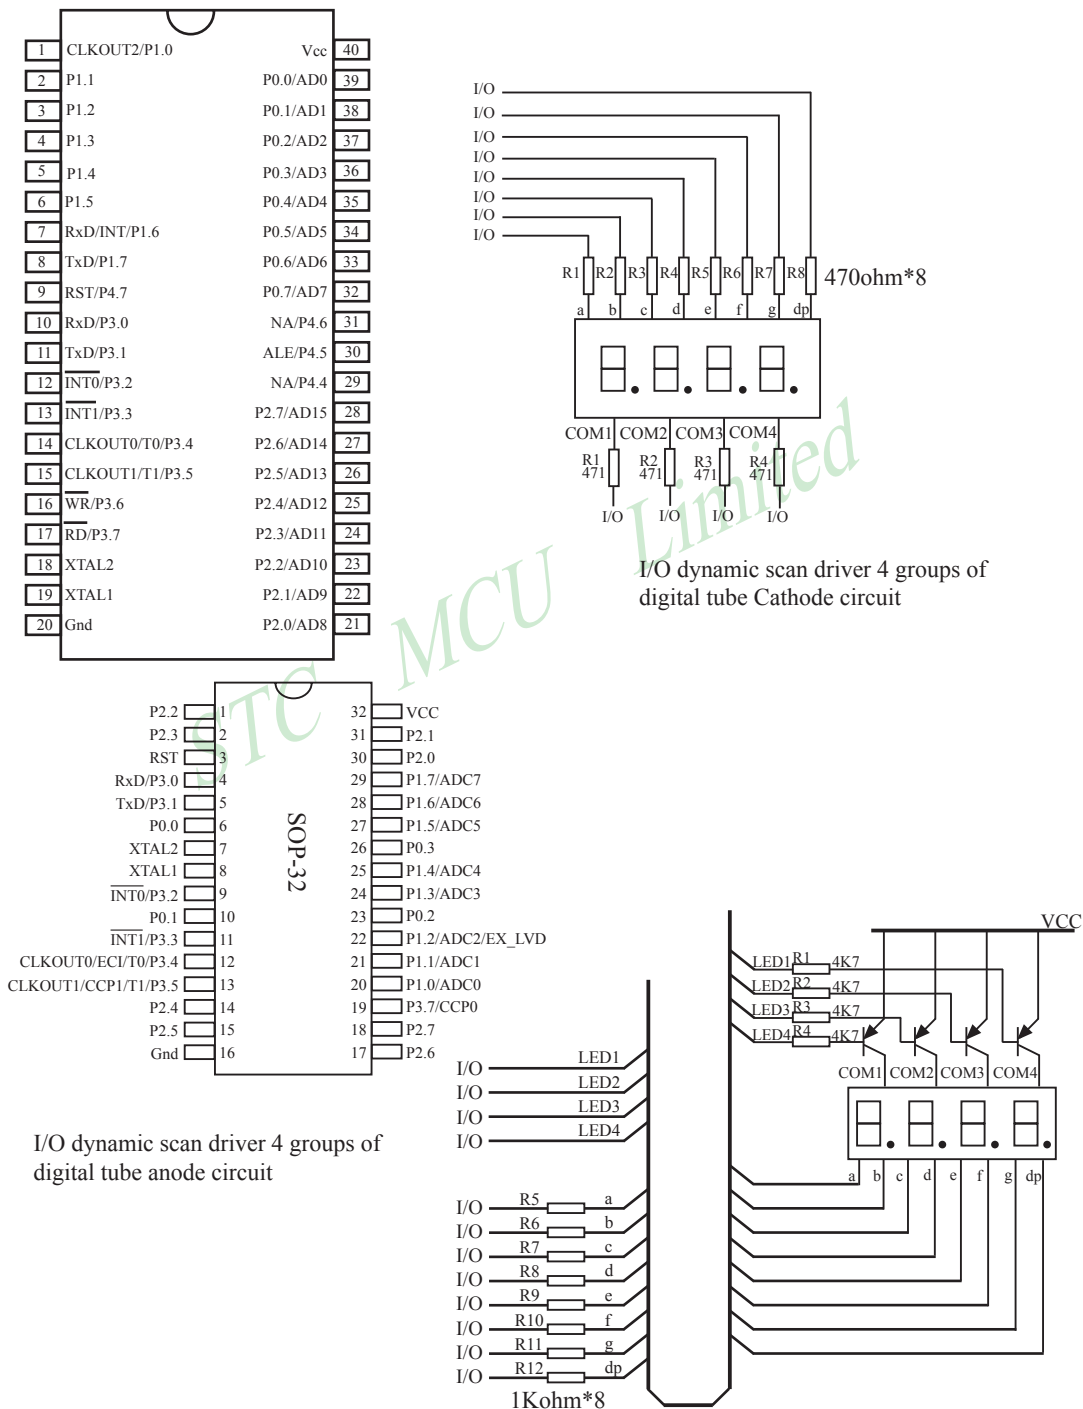 1 CLKOUT2/P1.0 Vcc 40
2 P1.1 P0.0/AD0 39
3 P1.2 P0.1/AD1 38
4 P1.3 P0.2/AD2 37
5 P1.4 P0.3/AD3 36
6 P1.5 P0.4/AD4 35
7 RxD/INT/P1.6 P0.5/AD5 34
8 TxD/P1.7 P0.6/AD6 33
9 RST/P4.7 P0.7/AD7 32
10 RxD/P3.0 NA/P4.6 31
11 TxD/P3.1 ALE/P4.5 30
12 INT0/P3.2 NA/P4.4 29
13 INT1/P3.3 P2.7/AD15 28
14 CLKOUT0/T0/P3.4 P2.6/AD14 27
15 CLKOUT1/T1/P3.5 P2.5/AD13 26
16 WR/P3.6 P2.4/AD12 25
17 RD/P3.7 P2.3/AD11 24
18 XTAL2 P2.2/AD10 23
19 XTAL1 P2.1/AD9 22
20 Gnd P2.0/AD8 21
I/O
I/O
I/O
I/O
I/O
I/O
I/O
I/O
R1 R2 R3 R4 R5 R6 R7 R8 470ohm*8
a b c d e f g dp
COM1 COM2 COM3 COM4
R1 R2 R3 R4
471 471 471 471
I/O I/O I/O I/O
I/O dynamic scan driver 4 groups of
digital tube Cathode circuit
STC MCU Limited
P2.2 1 32 VCC
P2.3 2 31 P2.1
RST 3 30 P2.0
RxD/P3.0 4 29 P1.7/ADC7
TxD/P3.1 5 28 P1.6/ADC6
P0.0 6 27 P1.5/ADC5
XTAL2 7 26 P0.3
XTAL1 8 25 P1.4/ADC4
INT0/P3.2 9 24 P1.3/ADC3
P0.1 10 23 P0.2
INT1/P3.3 11 22 P1.2/ADC2/EX_LVD
CLKOUT0/ECI/T0/P3.4 12 21 P1.1/ADC1
CLKOUT1/CCP1/T1/P3.5 13 20 P1.0/ADC0
P2.4 14 19 P3.7/CCP0
P2.5 15 18 P2.7
Gnd 16 17 P2.6
SOP-32
I/O dynamic scan driver 4 groups of
digital tube anode circuit
VCC
LED1 R1 4K7
LED2 R2 4K7
LED3 R3 4K7
LED4 R4 4K7
COM1 COM2 COM3 COM4
a b c d e f g dp
I/O LED1
I/O LED2
I/O LED3
I/O LED4
I/O R5 a
I/O R6 b
I/O R7 c
I/O R8 d
I/O R9 e
I/O R10 f
I/O R11 g
I/O R12 dp
1Kohm*8